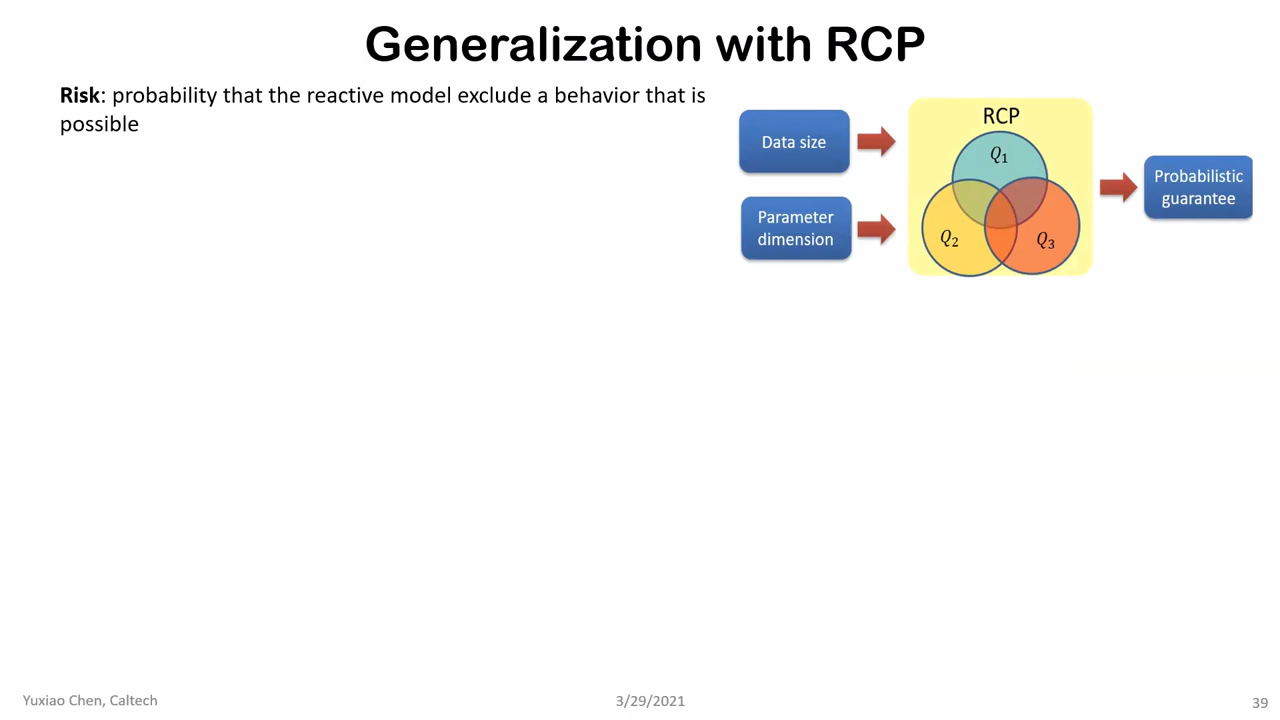 Generalization with RCP
Risk: probability that the reactive model exclude a behavior that is
possible
Data size
Parameter
dimension
RCP
Q₁
Q₂
Q₃
Probabilistic
guarantee
Yuxiao Chen, Caltech
3/29/2021
39